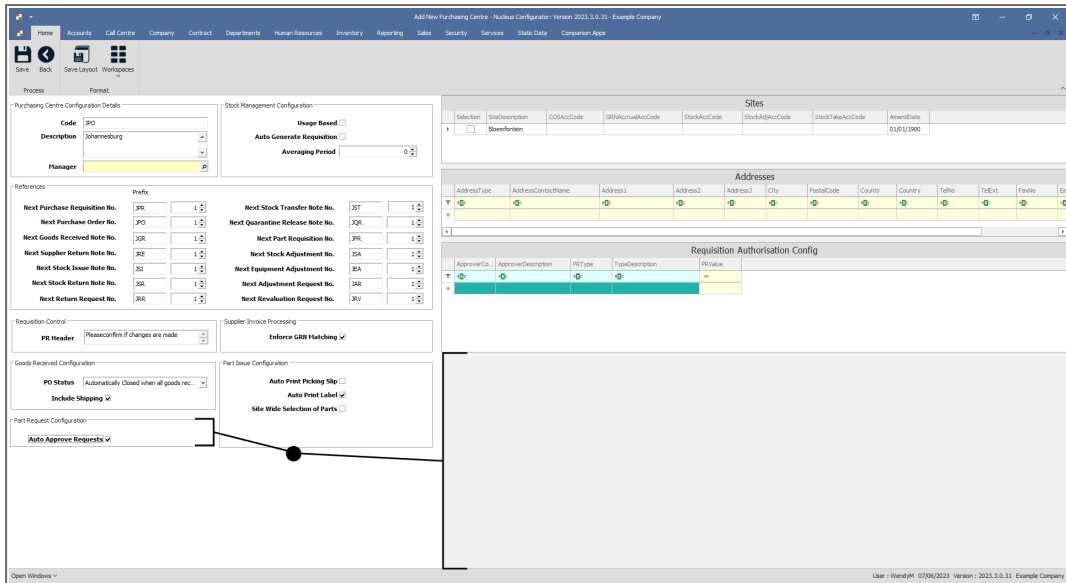 Add New Purchasing Centre - Nucleus Configurator: Version 2023.3.0.31 - Example Company
Home Accounts Call Centre Company Contract Departments Human Resources Inventory Reporting Sales Security Services Static Data Companion Apps
Save Back Save Layout Workspaces
Process Format
Purchasing Centre Configuration Details
Code JPO
Description Johannesburg
Manager
Stock Management Configuration
Usage Based
Auto Generate Requisition
Averaging Period 0
References
Prefix
Next Purchase Requisition No. JPR 1 Next Stock Transfer Note No. JST 1
Next Purchase Order No. JPO 1 Next Quarantine Release Note No. JQR 1
Next Goods Received Note No. JGR 1 Next Part Requisition No. JPR 1
Next Supplier Return Note No. JRE 1 Next Stock Adjustment No. JSA 1
Next Stock Issue Note No. JSI 1 Next Equipment Adjustment No. JEA 1
Next Stock Return Note No. JSR 1 Next Adjustment Request No. JAR 1
Next Return Request No. JRR 1 Next Revaluation Request No. JRV 1
Requisition Control
PR Header Pleaseconfirm if changes are made
Supplier Invoice Processing
Enforce GRN Matching
Goods Received Configuration
PO Status Automatically Closed when all goods rec...
Include Shipping
Part Issue Configuration
Auto Print Picking Slip
Auto Print Label
Site Wide Selection of Parts
Part Request Configuration
Auto Approve Requests
Sites
Selection SiteDescription COSAccCode GRNAccrualAccCode StockAccCode StockAdjAccCode StockTakeAccCode AmendDate
Bloemfontein 01/01/1900
Addresses
AddressType AddressContactName Address1 Address2 Address3 City PostalCode County Country TelNo TelExt FaxNo
Requisition Authorisation Config
ApproverCo... ApproverDescription PRType TypeDescription PRValue
=
Open Windows
User : WendyM 07/06/2023 Version : 2023.3.0.31 Example Company